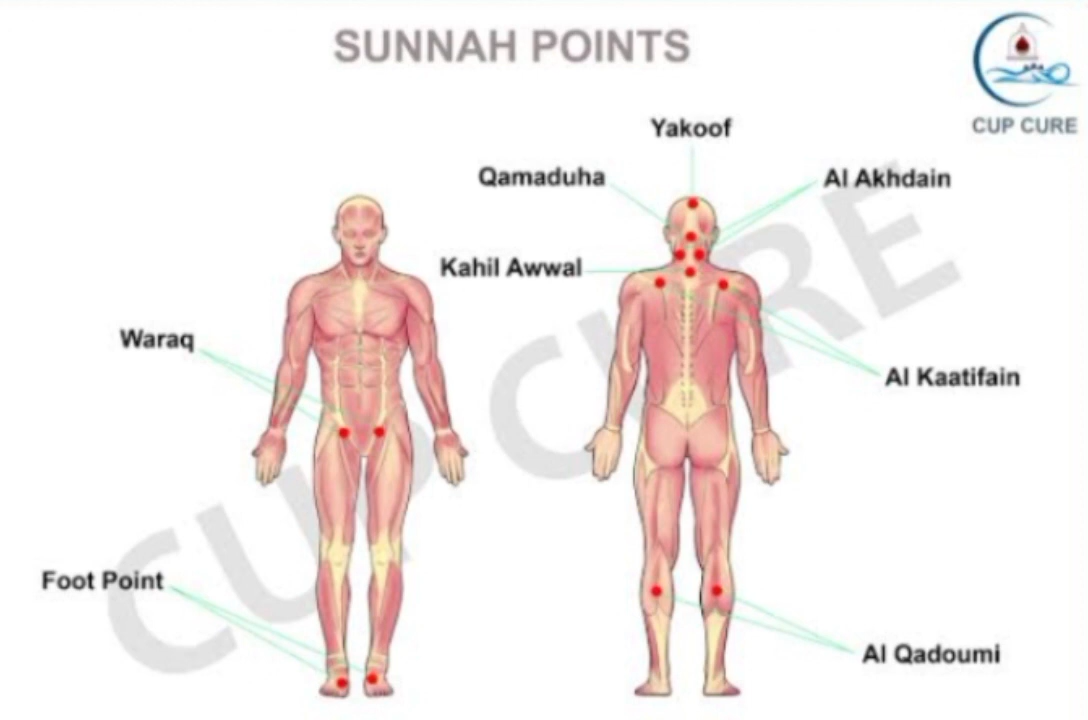 SUNNAH POINTS
CUP CURE
Yakoof
Qamaduha
Al Akhdain
Kahil Awwal
Waraq
Al Kaatifain
Foot Point
Al Qadoumi
CUP CURE